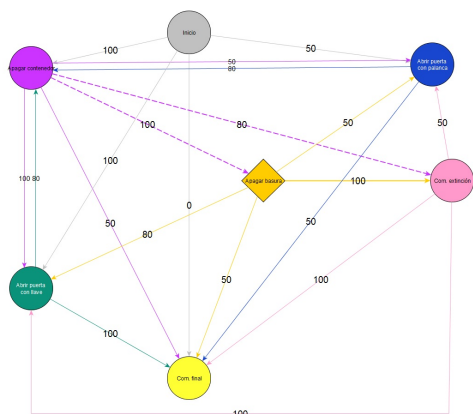 Inicio
100
50
Apagar contenedor
50
80
Abrir puerta
con palanca
100
80
50
50
100
Apagar basura
100
Com. extinción
100 80
0
50
80
50
50
100
Abrir puerta
con llave
100
Com. final
100